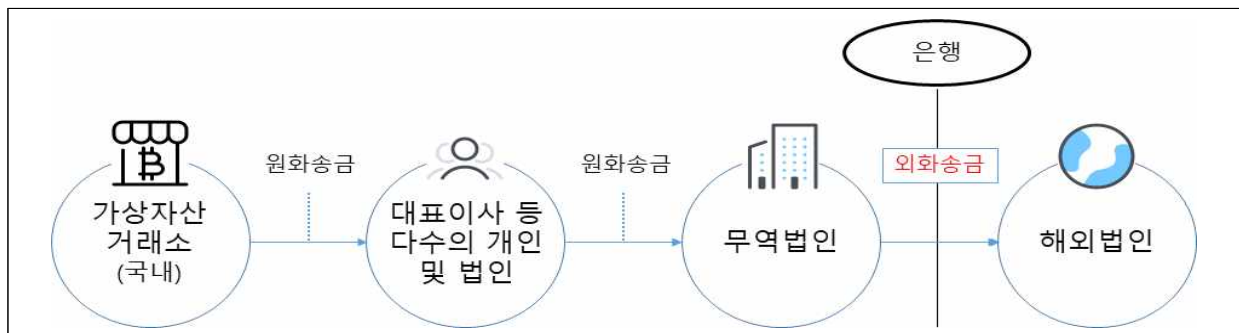 은행
원화송금
원화송금
외화송금
가상자산
거래소
(국내)
대표이사 등
다수의 개인
및 법인
무역법인
해외법인